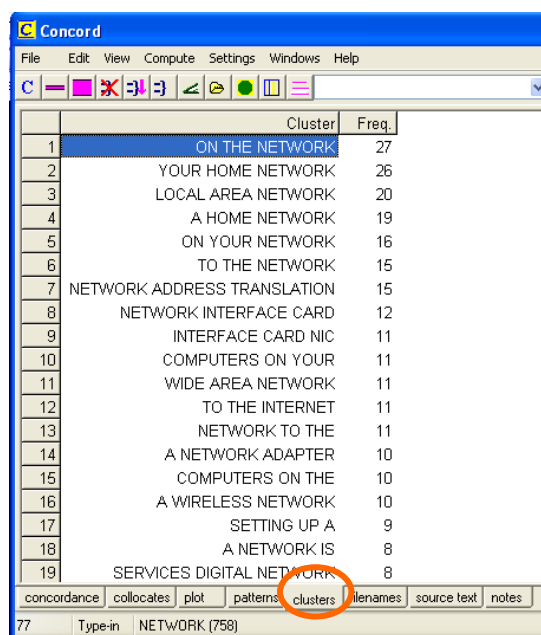 C Concord
File Edit View Compute Settings Windows Help
C
Cluster Freq.
1 ON THE NETWORK 27
2 YOUR HOME NETWORK 26
3 LOCAL AREA NETWORK 20
4 A HOME NETWORK 19
5 ON YOUR NETWORK 16
6 TO THE NETWORK 15
7 NETWORK ADDRESS TRANSLATION 15
8 NETWORK INTERFACE CARD 12
9 INTERFACE CARD NIC 11
10 COMPUTERS ON YOUR 11
11 WIDE AREA NETWORK 11
12 TO THE INTERNET 11
13 NETWORK TO THE 11
14 A NETWORK ADAPTER 10
15 COMPUTERS ON THE 10
16 A WIRELESS NETWORK 10
17 SETTING UP A 9
18 A NETWORK IS 8
19 SERVICES DIGITAL NETWORK 8
concordance collocates plot patterns clusters filenames source text notes
77 Type-in NETWORK (758)